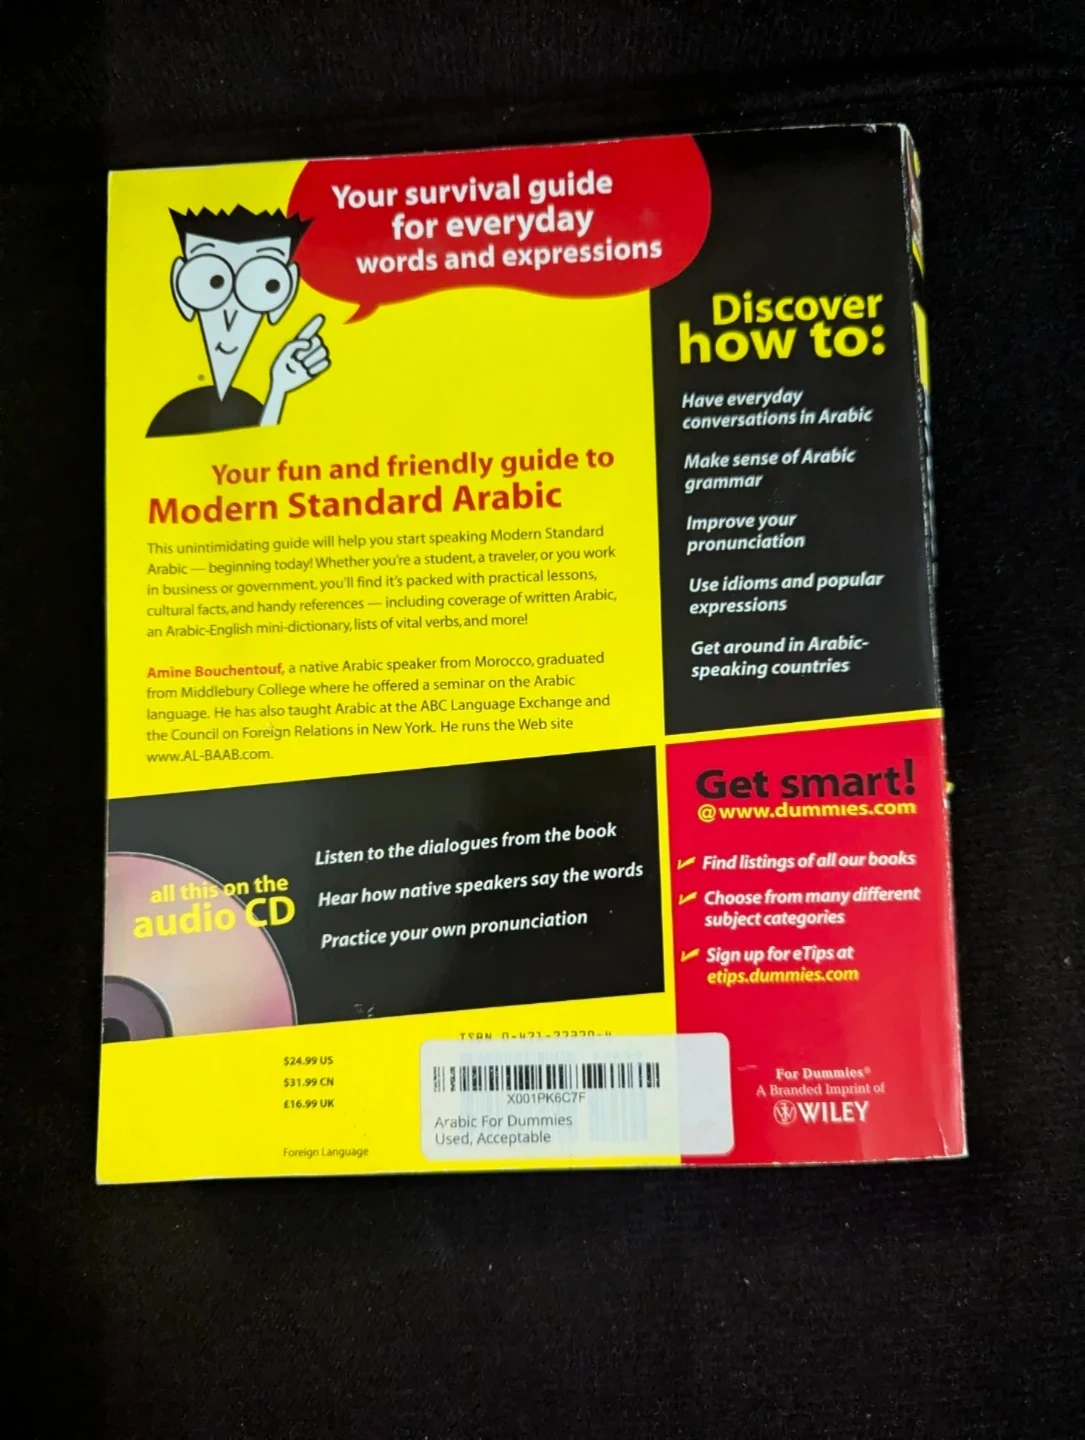 Your survival guide
for everyday
words and expressions
Discover
how to:
Have everyday
conversations in Arabic
Make sense of Arabic
grammar
Improve your
pronunciation
Use idioms and popular
expressions
Get around in Arabic-
speaking countries
Your fun and friendly guide to
Modern Standard Arabic
This unintimidating guide will help you start speaking Modern Standard
Arabic — beginning today! Whether you're a student, a traveler, or you work
in business or government, you'll find it's packed with practical lessons,
cultural facts, and handy references — including coverage of written Arabic,
an Arabic-English mini-dictionary, lists of vital verbs, and more!
Amine Bouchentouf, a native Arabic speaker from Morocco, graduated
from Middlebury College where he offered a seminar on the Arabic
language. He has also taught Arabic at the ABC Language Exchange and
the Council on Foreign Relations in New York. He runs the Web site
www.AL-BAAB.com.
all this on the
audio CD
Listen to the dialogues from the book
Hear how native speakers say the words
Practice your own pronunciation
Get smart!
@www.dummies.com
Find listings of all our books
Choose from many different
subject categories
Sign up for eTips at
etips.dummies.com
$24.99 US
$31.99 CN
£16.99 UK
Foreign Language
ISBN
X001PK6C7F
Arabic For Dummies
Used, Acceptable
For Dummies®
A Branded Imprint of
WILEY